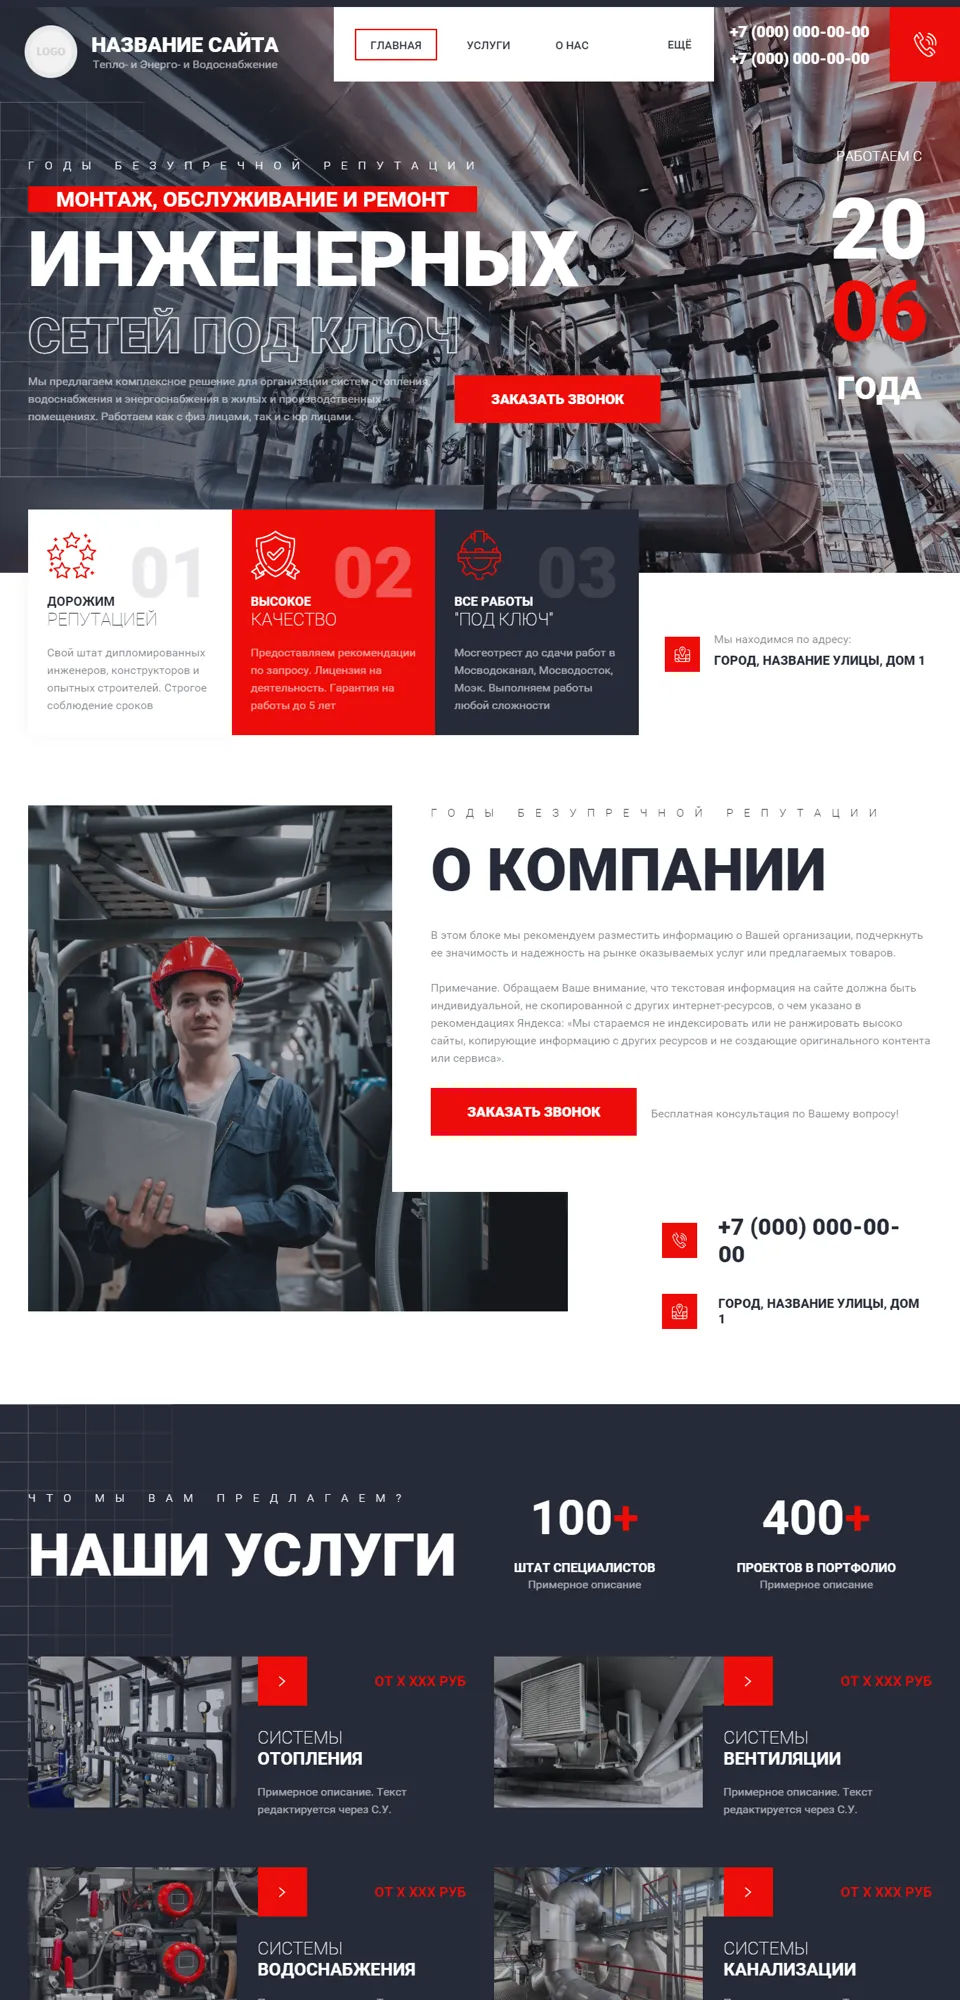 LOGO
НАЗВАНИЕ САЙТА
Тепло- и Энерго- и Водоснабжение
ГЛАВНАЯ
УСЛУГИ
О НАС
ЕЩЁ
+7 (000) 000-00-00
+7 (000) 000-00-00
ГОДЫ БЕЗУПРЕЧНОЙ РЕПУТАЦИИ
МОНТАЖ, ОБСЛУЖИВАНИЕ И РЕМОНТ
ИНЖЕНЕРНЫХ
СЕТЕЙ ПОД КЛЮЧ
Мы предлагаем комплексное решение для организации систем отопления,
водоснабжения и энергоснабжения в жилых и производственных
помещениях. Работаем как с физ лицами, так и с юр лицами.
ЗАКАЗАТЬ ЗВОНОК
РАБОТАЕМ С
20
06
ГОДА
01
ДОРОЖИМ
РЕПУТАЦИЕЙ
Свой штат дипломированных
инженеров, конструкторов и
опытных строителей. Строгое
соблюдение сроков
02
ВЫСОКОЕ
КАЧЕСТВО
Предоставляем рекомендации
по запросу. Лицензия на
деятельность. Гарантия на
работы до 5 лет
03
ВСЕ РАБОТЫ
"ПОД КЛЮЧ"
Мосгеотрест до сдачи работ в
Мосводоканал, Мосводосток,
Моэк. Выполняем работы
любой сложности
Мы находимся по адресу:
ГОРОД, НАЗВАНИЕ УЛИЦЫ, ДОМ 1
ГОДЫ БЕЗУПРЕЧНОЙ РЕПУТАЦИИ
О КОМПАНИИ
В этом блоке мы рекомендуем разместить информацию о Вашей организации, подчеркнуть
ее значимость и надежность на рынке оказываемых услуг или предлагаемых товаров.
Примечание. Обращаем Ваше внимание, что текстовая информация на сайте должна быть
индивидуальной, не скопированной с других интернет-ресурсов, о чем указано в
рекомендациях Яндекса: «Мы стараемся не индексировать или не ранжировать высоко
сайты, копирующие информацию с других ресурсов и не создающие оригинального контента
или сервиса».
ЗАКАЗАТЬ ЗВОНОК
Бесплатная консультация по Вашему вопросу!
+7 (000) 000-00-
00
ГОРОД, НАЗВАНИЕ УЛИЦЫ, ДОМ
1
ЧТО МЫ ВАМ ПРЕДЛАГАЕМ?
НАШИ УСЛУГИ
100+
ШТАТ СПЕЦИАЛИСТОВ
Примерное описание
400+
ПРОЕКТОВ В ПОРТФОЛИО
Примерное описание
ОТ X XXX РУБ
СИСТЕМЫ
ОТОПЛЕНИЯ
Примерное описание. Текст
редактируется через С.У.
ОТ X XXX РУБ
СИСТЕМЫ
ВЕНТИЛЯЦИИ
Примерное описание. Текст
редактируется через С.У.
ОТ X XXX РУБ
СИСТЕМЫ
ВОДОСНАБЖЕНИЯ
ОТ X XXX РУБ
СИСТЕМЫ
КАНАЛИЗАЦИИ